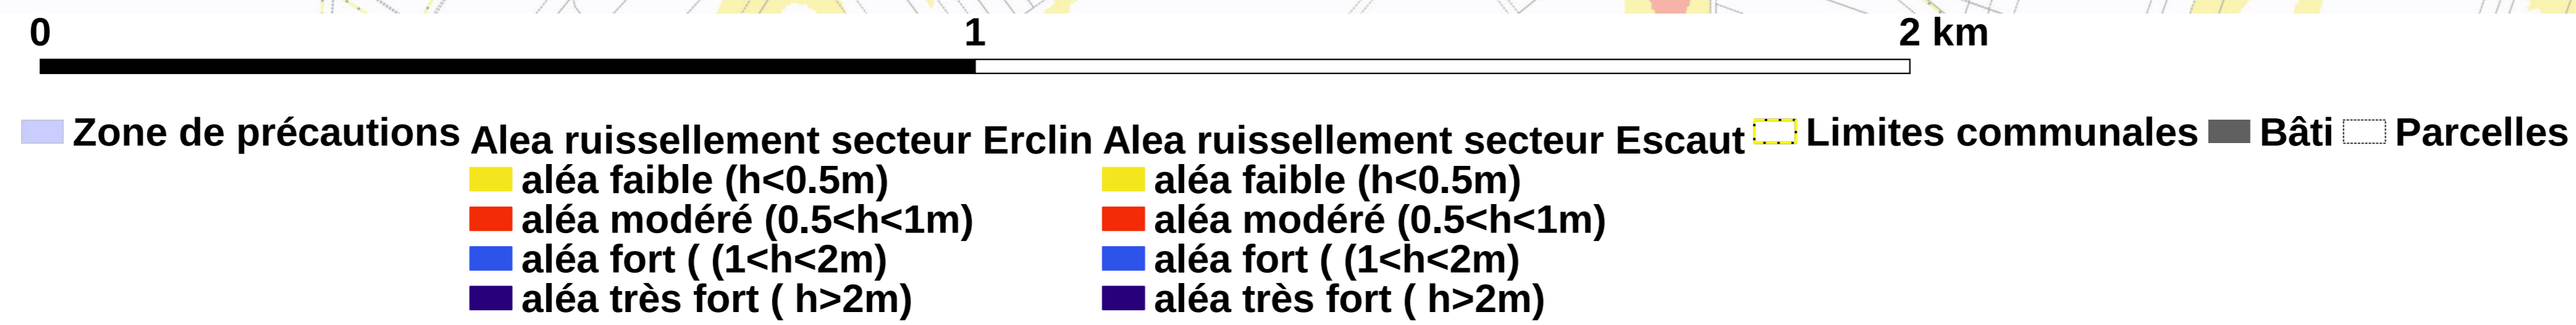 0 1 2 km
Zone de précautions
Alea ruissellement secteur Erclin
aléa faible (h<0.5m)
aléa modéré (0.5<h<1m)
aléa fort ( (1<h<2m)
aléa très fort ( h>2m)
Alea ruissellement secteur Escaut
aléa faible (h<0.5m)
aléa modéré (0.5<h<1m)
aléa fort ( (1<h<2m)
aléa très fort ( h>2m)
Limites communales
Bâti
Parcelles